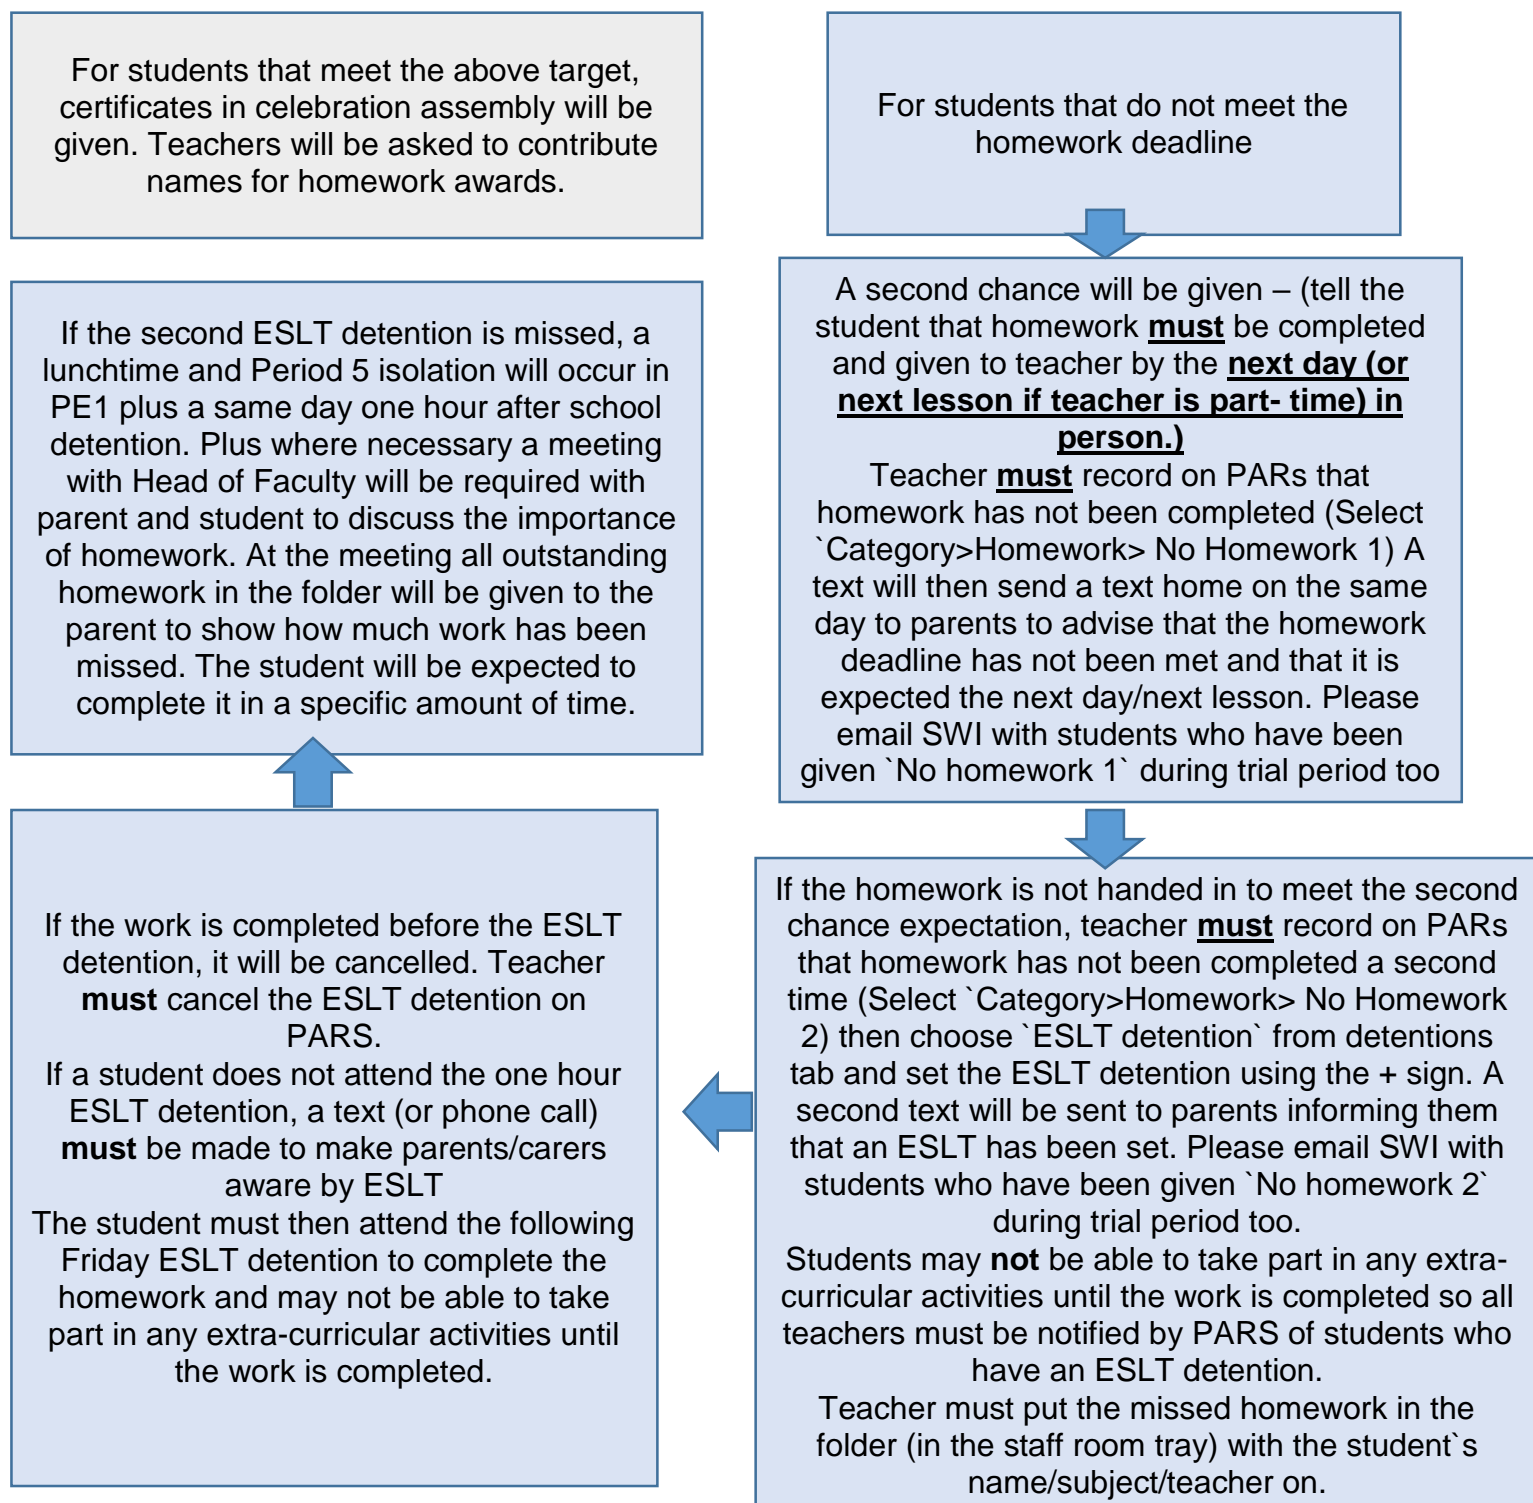 For students that meet the above target,
certificates in celebration assembly will be
given. Teachers will be asked to contribute
names for homework awards.
For students that do not meet the
homework deadline
A second chance will be given – (tell the
student that homework must be completed
and given to teacher by the next day (or
next lesson if teacher is part- time) in
person.)
Teacher must record on PARs that
homework has not been completed (Select
`Category>Homework> No Homework 1) A
text will then send a text home on the same
day to parents to advise that the homework
deadline has not been met and that it is
expected the next day/next lesson. Please
email SWI with students who have been
given `No homework 1` during trial period too
If the homework is not handed in to meet the second
chance expectation, teacher must record on PARs
that homework has not been completed a second
time (Select `Category>Homework> No Homework
2) then choose `ESLT detention` from detentions
tab and set the ESLT detention using the + sign. A
second text will be sent to parents informing them
that an ESLT has been set. Please email SWI with
students who have been given `No homework 2`
during trial period too.
Students may not be able to take part in any extra-
curricular activities until the work is completed so all
teachers must be notified by PARS of students who
have an ESLT detention.
Teacher must put the missed homework in the
folder (in the staff room tray) with the student`s
name/subject/teacher on.
If the work is completed before the ESLT
detention, it will be cancelled. Teacher
must cancel the ESLT detention on
PARS.
If a student does not attend the one hour
ESLT detention, a text (or phone call)
must be made to make parents/carers
aware by ESLT
The student must then attend the following
Friday ESLT detention to complete the
homework and may not be able to take
part in any extra-curricular activities until
the work is completed.
If the second ESLT detention is missed, a
lunchtime and Period 5 isolation will occur in
PE1 plus a same day one hour after school
detention. Plus where necessary a meeting
with Head of Faculty will be required with
parent and student to discuss the importance
of homework. At the meeting all outstanding
homework in the folder will be given to the
parent to show how much work has been
missed. The student will be expected to
complete it in a specific amount of time.